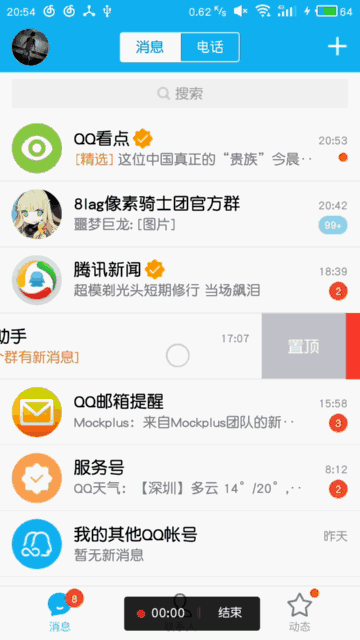 20:54 0.62 K/s 4G 64
消息 电话
搜索
QQ看点 20:53
[精选] 这位中国真正的“贵族”今晨··
8lag像素骑士团官方群 20:42
噩梦巨龙: [图片] 99+
腾讯新闻 18:39
超模剃光头短期修行 当场飙泪 2
助手 17:07 置顶
个群有新消息]
QQ邮箱提醒 15:58
Mockplus：来自Mockplus团队的新·· 3
服务号 8:12
QQ天气：【深圳】多云 14°/20°,·· 2
我的其他QQ帐号 昨天
暂无新消息
8
00:00 结束
消息 动态